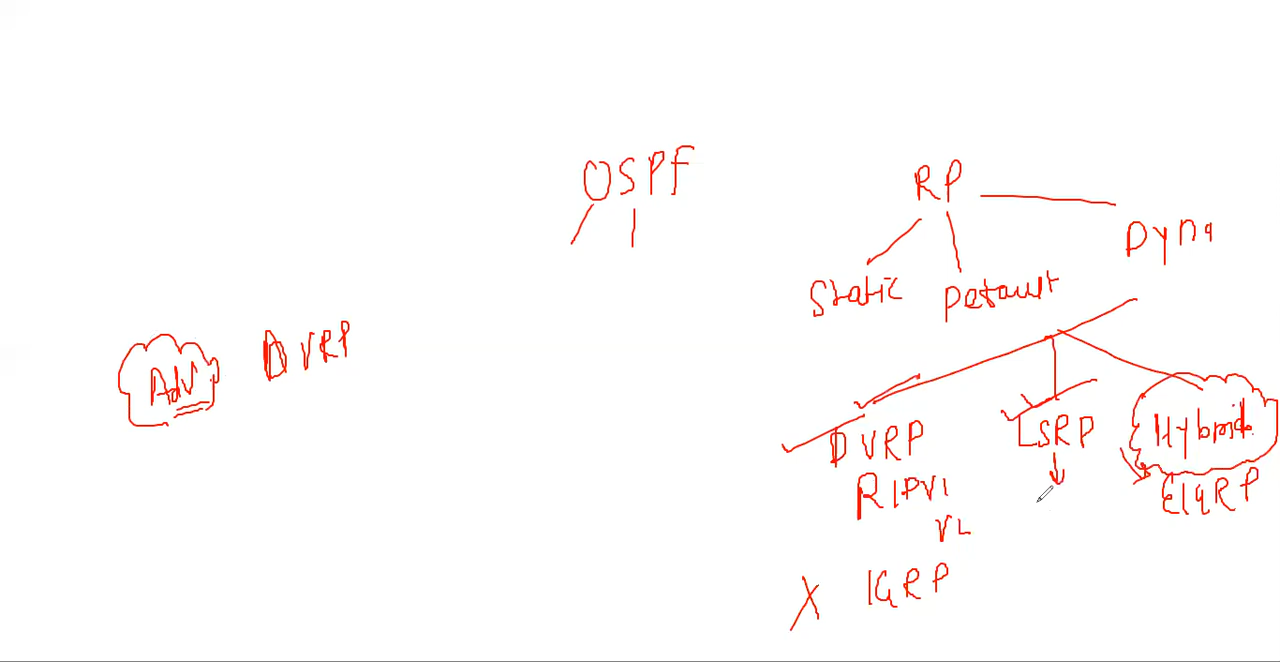 OSPF
RP
Static
Default
Dyna
Adv
DVRP
DVRP
LSRP
Hybrid
RIPV1
V2
EIGRP
X IGRP